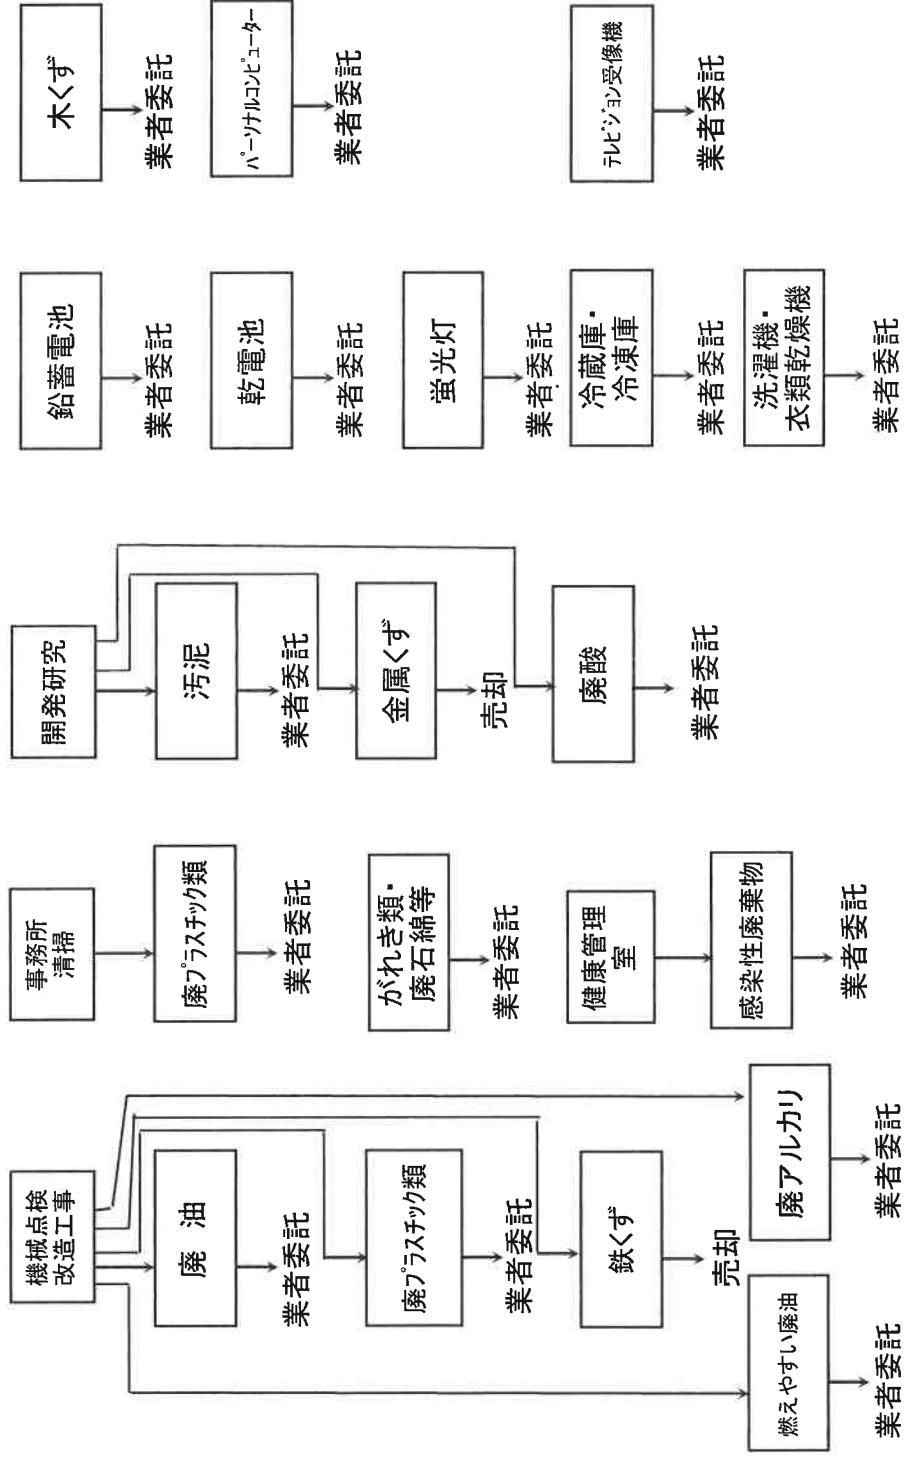 機械点検
改造工事
廃　油
業者委託
廃プラスチック類
業者委託
鉄くず
売却
廃アルカリ
業者委託
燃えやすい廃油
業者委託
事務所
清掃
廃プラスチック類
業者委託
がれき類・
廃石綿等
業者委託
健康管理
室
感染性廃棄物
業者委託
開発研究
汚泥
業者委託
金属くず
売却
廃酸
業者委託
鉛蓄電池
業者委託
乾電池
業者委託
蛍光灯
業者委託
冷蔵庫・
冷凍庫
業者委託
洗濯機・
衣類乾燥機
業者委託
木くず
業者委託
パーソナルコンピューター
業者委託
テレビジョン受像機
業者委託